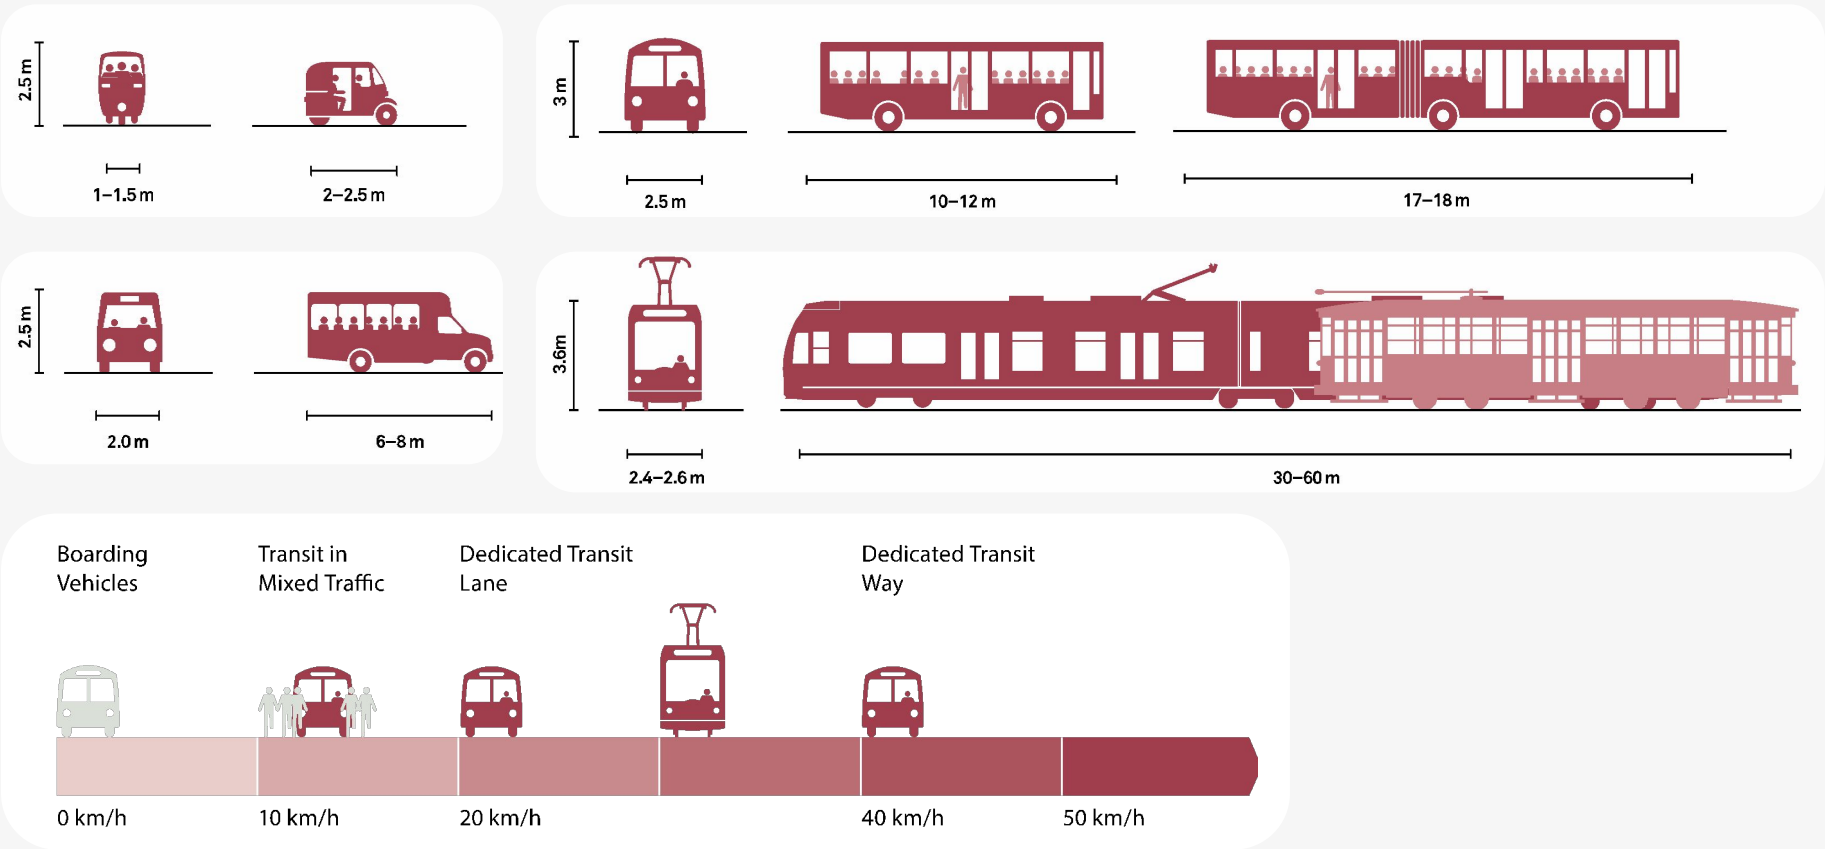 2.5 m
1–1.5 m
2–2.5 m
3 m
2.5 m
10–12 m
17–18 m
2.5 m
2.0 m
6–8 m
3.6m
2.4–2.6 m
30–60 m
Boarding
Vehicles
Transit in
Mixed Traffic
Dedicated Transit
Lane
Dedicated Transit
Way
0 km/h
10 km/h
20 km/h
40 km/h
50 km/h